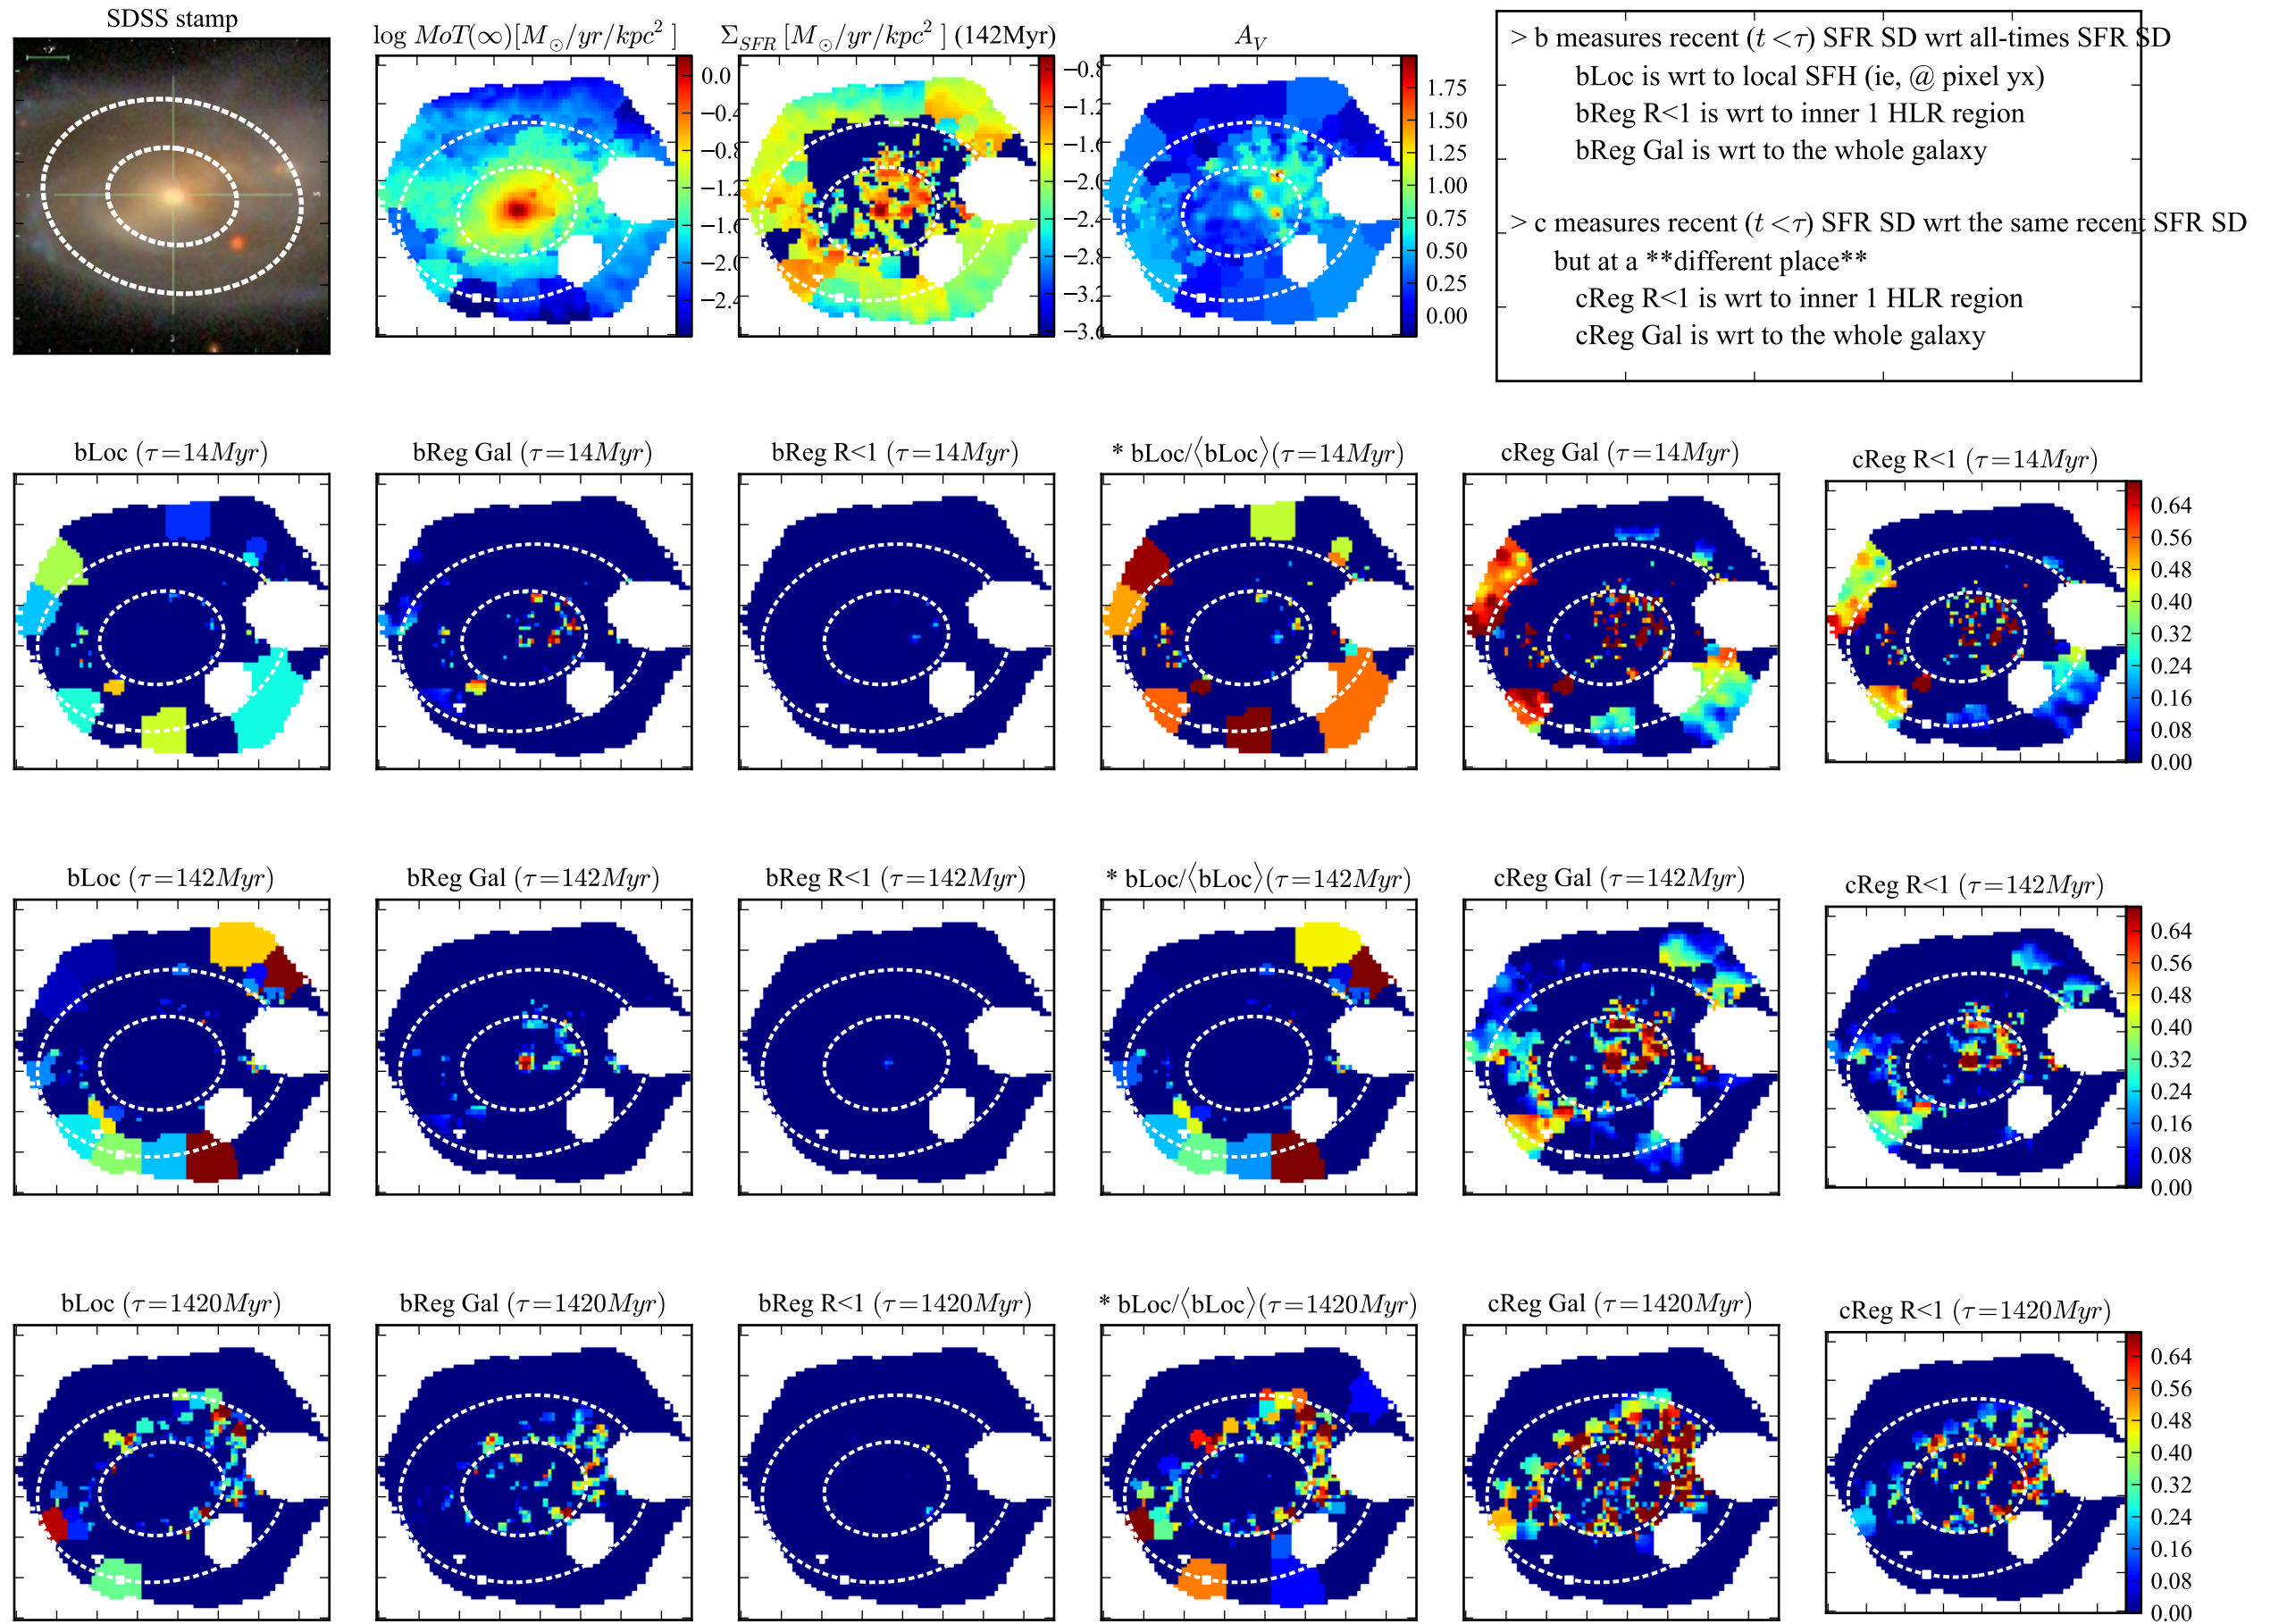 SDSS stamp
log MoT(∞)[M⊙/yr/kpc² ]
Σ_SFR [M⊙/yr/kpc² ] (142Myr)
A_V
0.0
−0.4
−0.8
−1.2
−1.6
−2.0
−2.4
−0.8
−1.2
−1.6
−2.0
−2.4
−2.8
−3.2
−3.6
1.75
1.50
1.25
1.00
0.75
0.50
0.25
0.00
> b measures recent (t < τ) SFR SD wrt all-times SFR SD
bLoc is wrt to local SFH (ie, @ pixel yx)
bReg R<1 is wrt to inner 1 HLR region
bReg Gal is wrt to the whole galaxy
> c measures recent (t < τ) SFR SD wrt the same recent SFR SD
but at a **different place**
cReg R<1 is wrt to inner 1 HLR region
cReg Gal is wrt to the whole galaxy
bLoc (τ=14Myr)
bReg Gal (τ=14Myr)
bReg R<1 (τ=14Myr)
* bLoc/⟨bLoc⟩(τ=14Myr)
cReg Gal (τ=14Myr)
cReg R<1 (τ=14Myr)
0.64
0.56
0.48
0.40
0.32
0.24
0.16
0.08
0.00
bLoc (τ=142Myr)
bReg Gal (τ=142Myr)
bReg R<1 (τ=142Myr)
* bLoc/⟨bLoc⟩(τ=142Myr)
cReg Gal (τ=142Myr)
cReg R<1 (τ=142Myr)
0.64
0.56
0.48
0.40
0.32
0.24
0.16
0.08
0.00
bLoc (τ=1420Myr)
bReg Gal (τ=1420Myr)
bReg R<1 (τ=1420Myr)
* bLoc/⟨bLoc⟩(τ=1420Myr)
cReg Gal (τ=1420Myr)
cReg R<1 (τ=1420Myr)
0.64
0.56
0.48
0.40
0.32
0.24
0.16
0.08
0.00